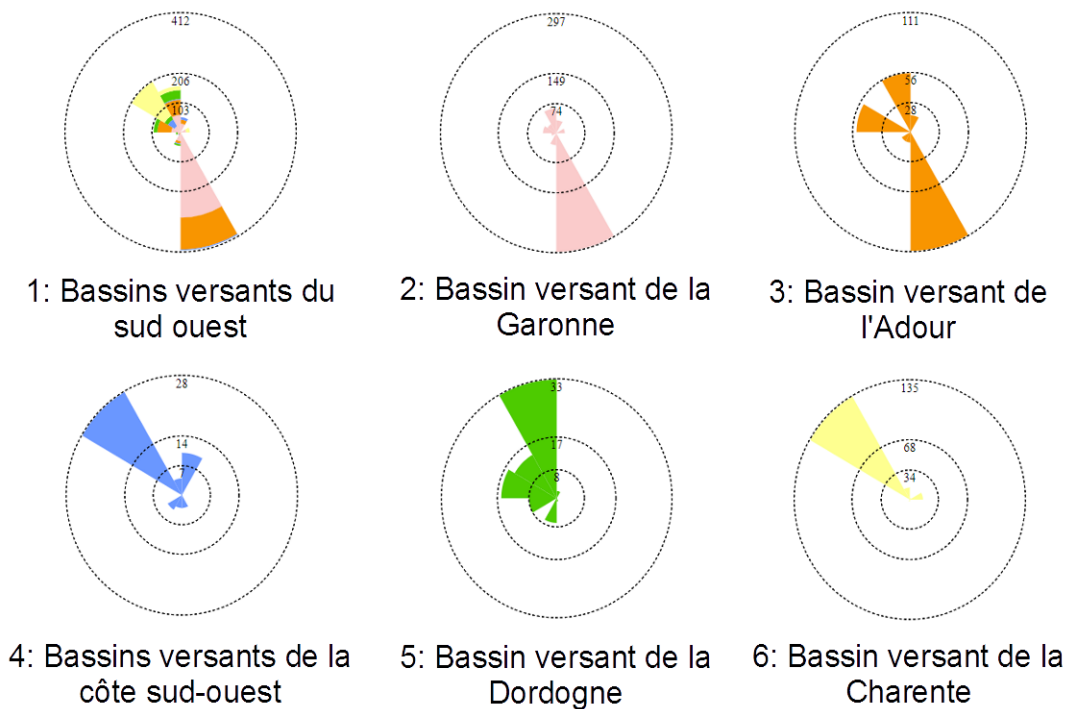 412
206
103
1: Bassins versants du
sud ouest
297
149
74
2: Bassin versant de la
Garonne
111
56
28
3: Bassin versant de
l'Adour
28
14
7
4: Bassins versants de la
côte sud-ouest
33
17
8
5: Bassin versant de la
Dordogne
135
68
34
6: Bassin versant de la
Charente